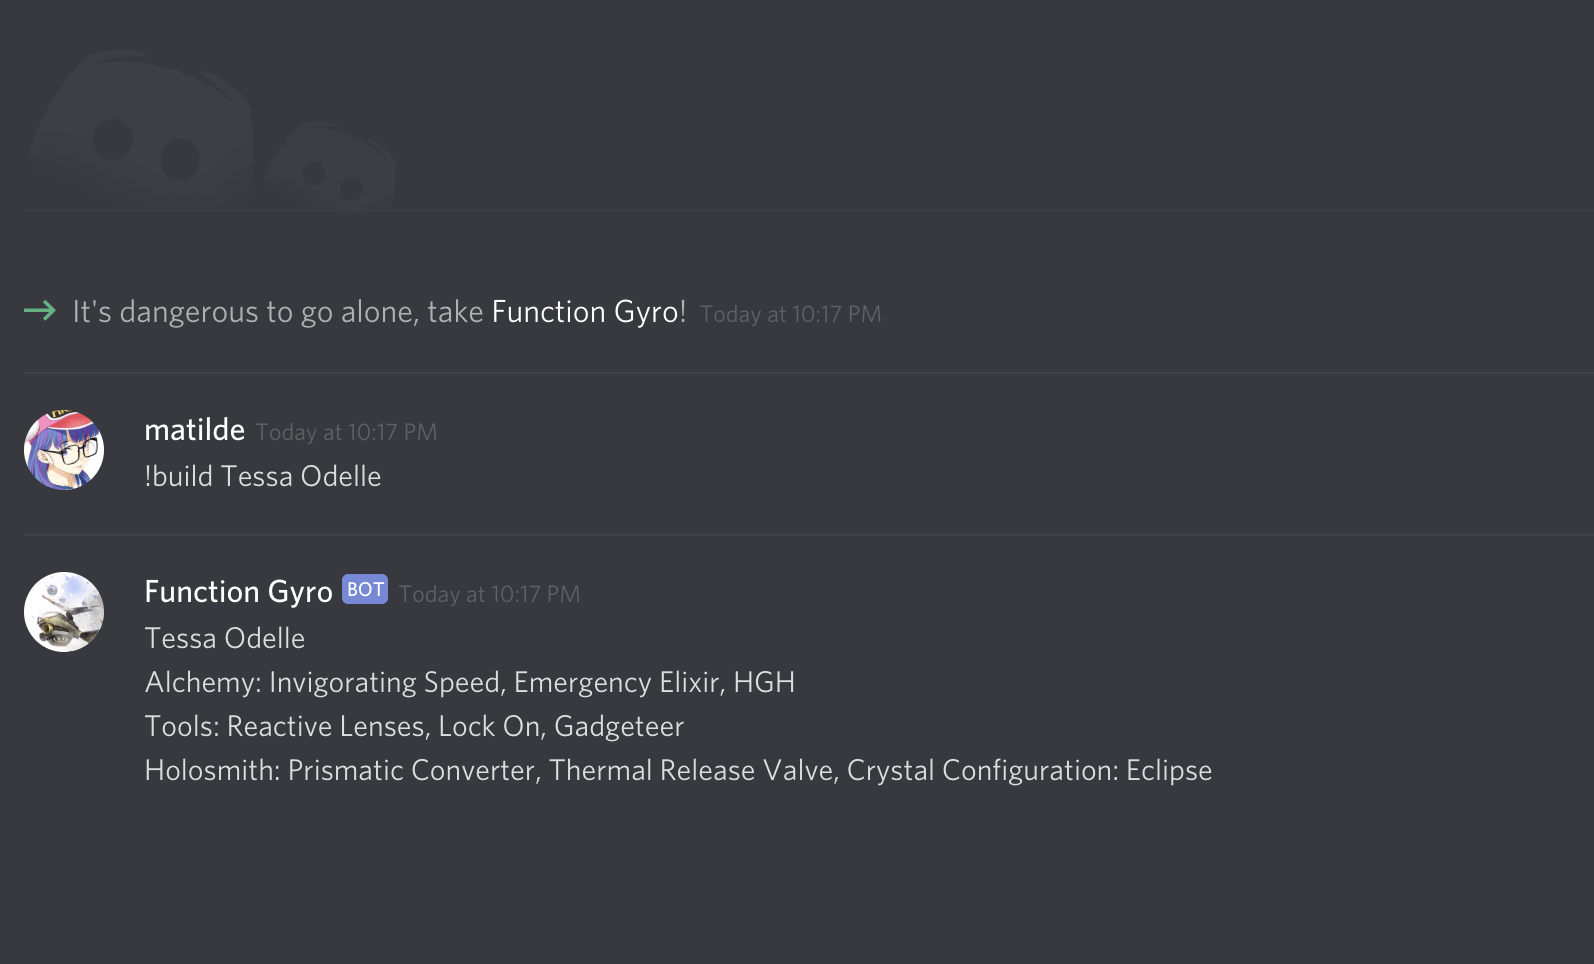 It's dangerous to go alone, take Function Gyro! Today at 10:17 PM
matilde Today at 10:17 PM
!build Tessa Odelle
Function Gyro BOT Today at 10:17 PM
Tessa Odelle
Alchemy: Invigorating Speed, Emergency Elixir, HGH
Tools: Reactive Lenses, Lock On, Gadgeteer
Holosmith: Prismatic Converter, Thermal Release Valve, Crystal Configuration: Eclipse